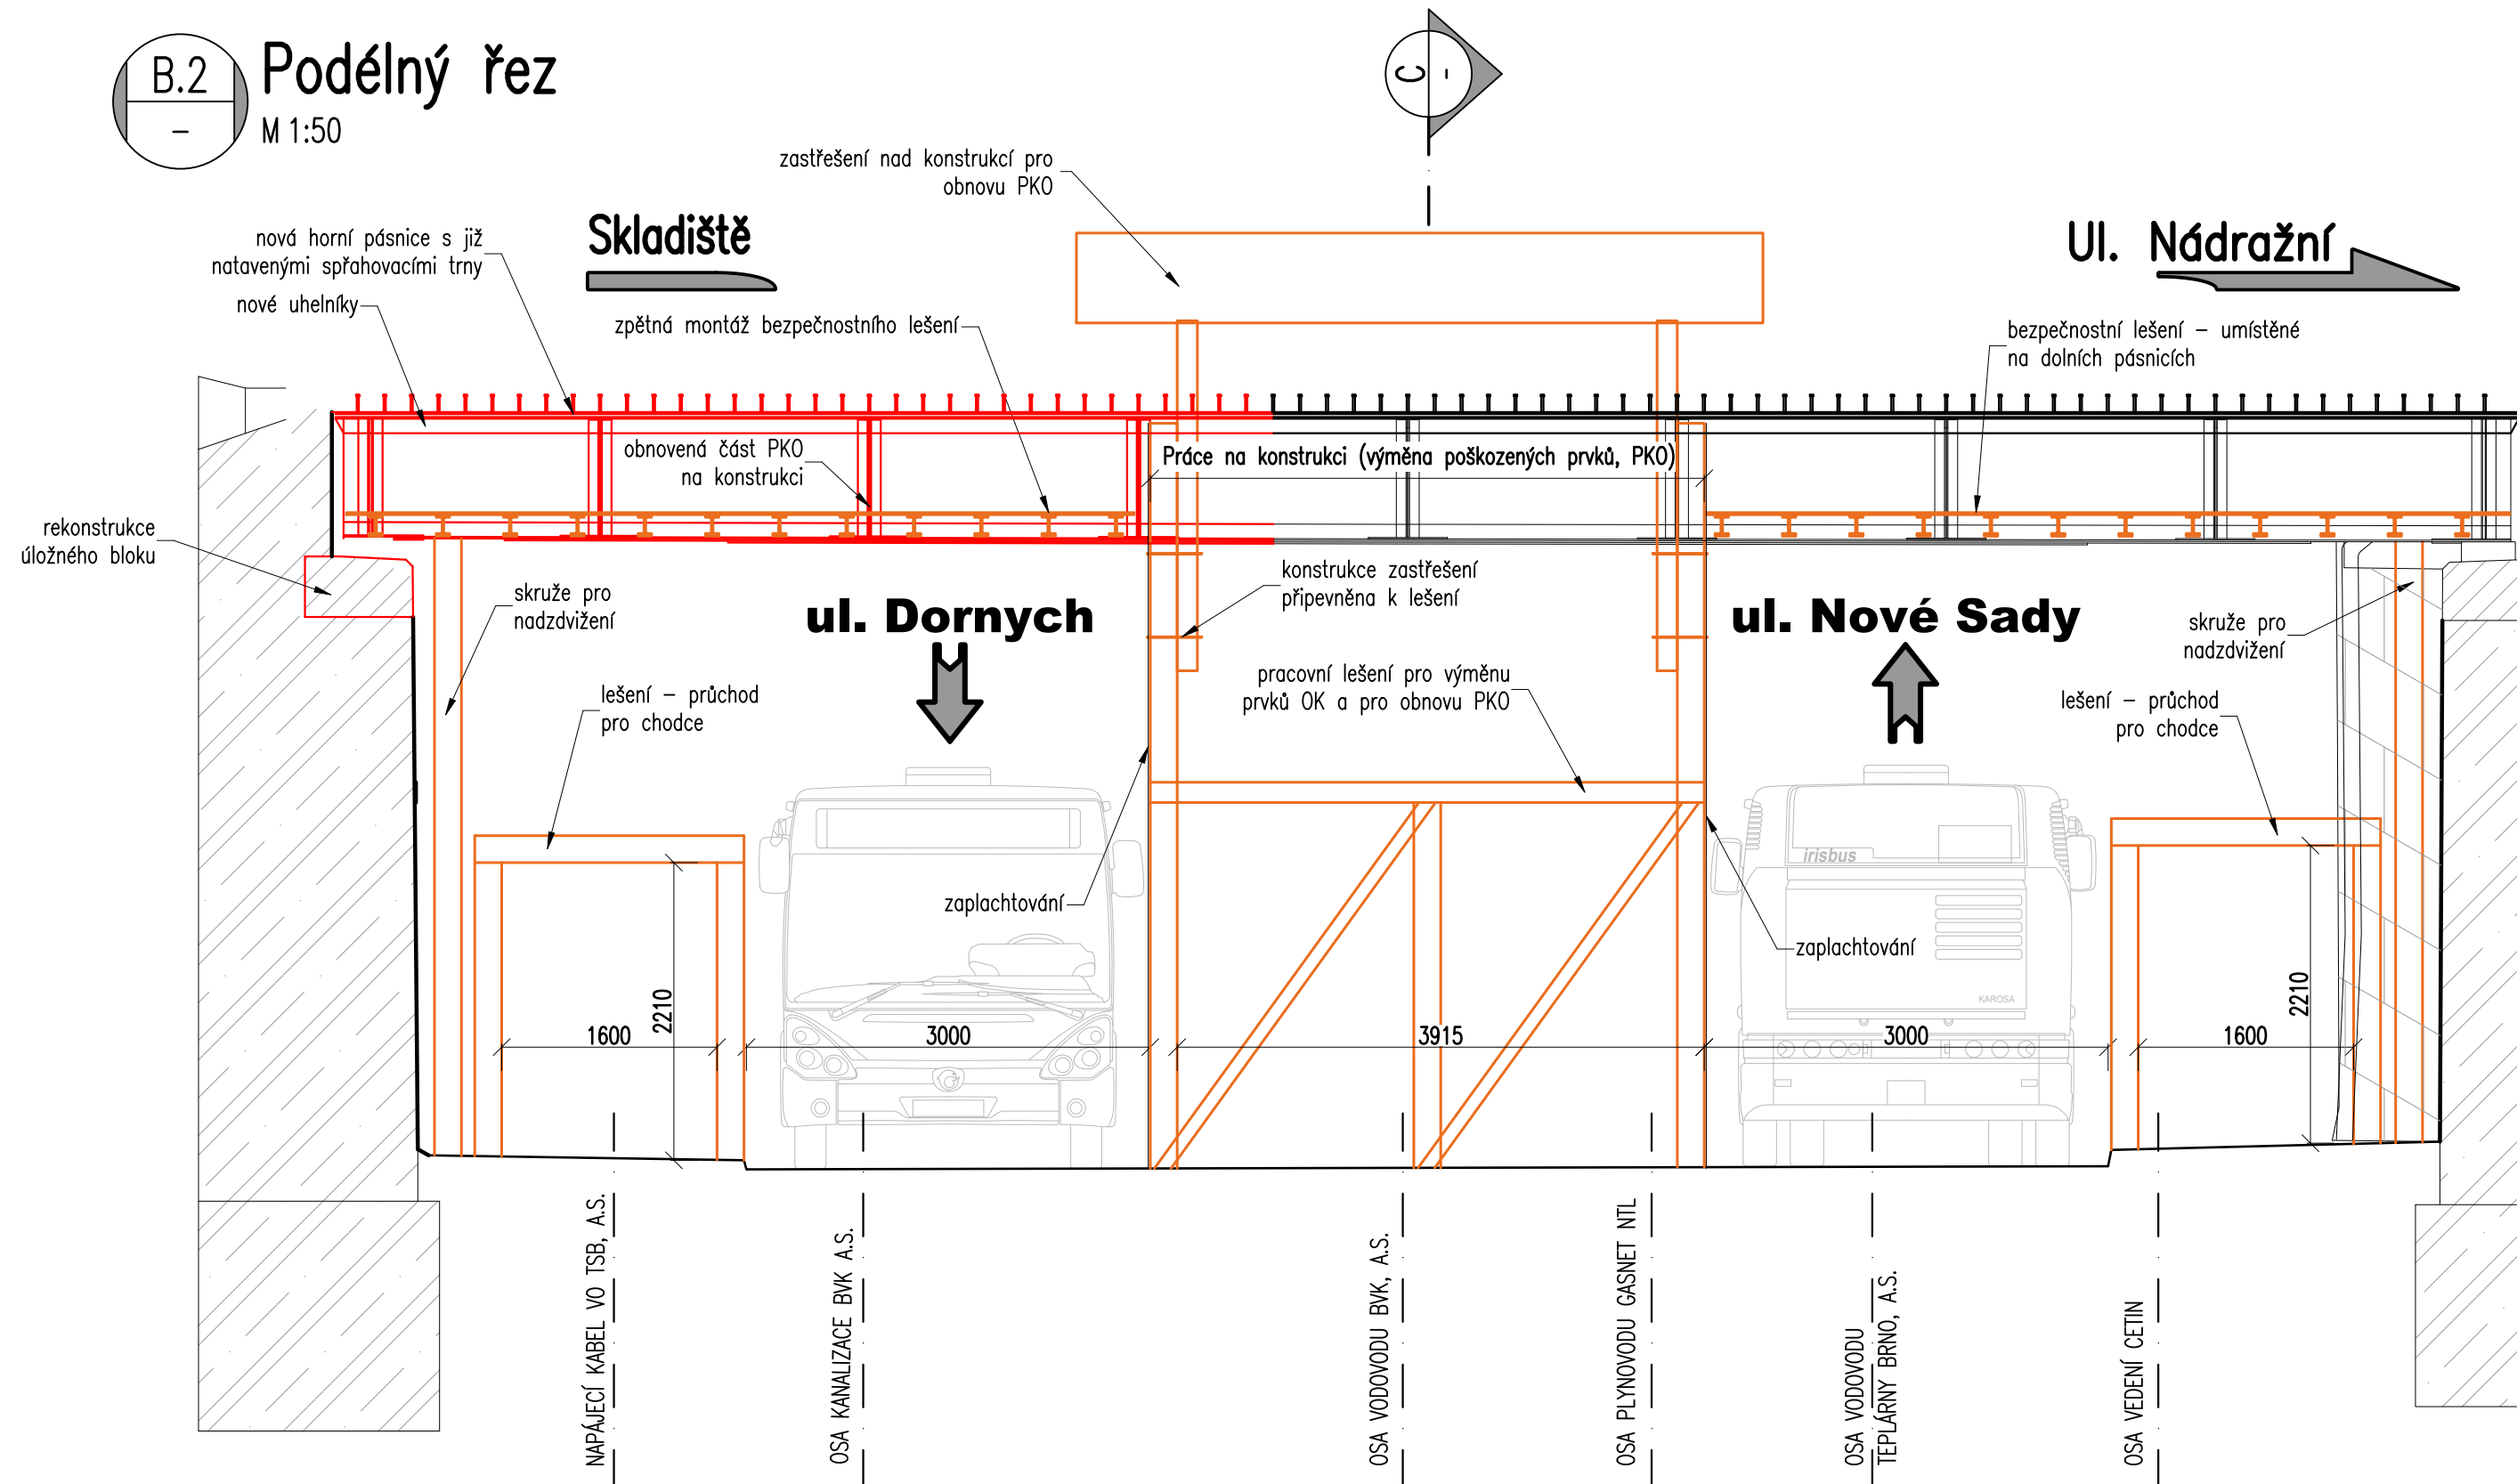 B.2
-
Podélný řez
M 1:50
C
-
zastřešení nad konstrukcí pro
obnovu PKO
Skladiště
Ul. Nádražní
nová horní pásnice s již
natavenými spřahovacími trny
nové uhelníky
zpětná montáž bezpečnostního lešení
bezpečnostní lešení – umístěné
na dolních pásnicích
obnovená část PKO
na konstrukci
Práce na konstrukci (výměna poškozených prvků, PKO)
rekonstrukce
úložného bloku
skruže pro
nadzdvižení
ul. Dornych
konstrukce zastřešení
připevněna k lešení
ul. Nové Sady
skruže pro
nadzdvižení
lešení – průchod
pro chodce
pracovní lešení pro výměnu
prvků OK a pro obnovu PKO
lešení – průchod
pro chodce
irisbus
zaplachtování
zaplachtování
KAROSA
2210
2210
1600
3000
3915
3000
1600
NAPÁJECÍ KABEL VO TSB, A.S.
OSA KANALIZACE BVK A.S.
OSA VODOVODU BVK, A.S.
OSA PLYNOVODU GASNET NTL
OSA VODOVODU
TEPLÁRNY BRNO, A.S.
OSA VEDENÍ CETIN